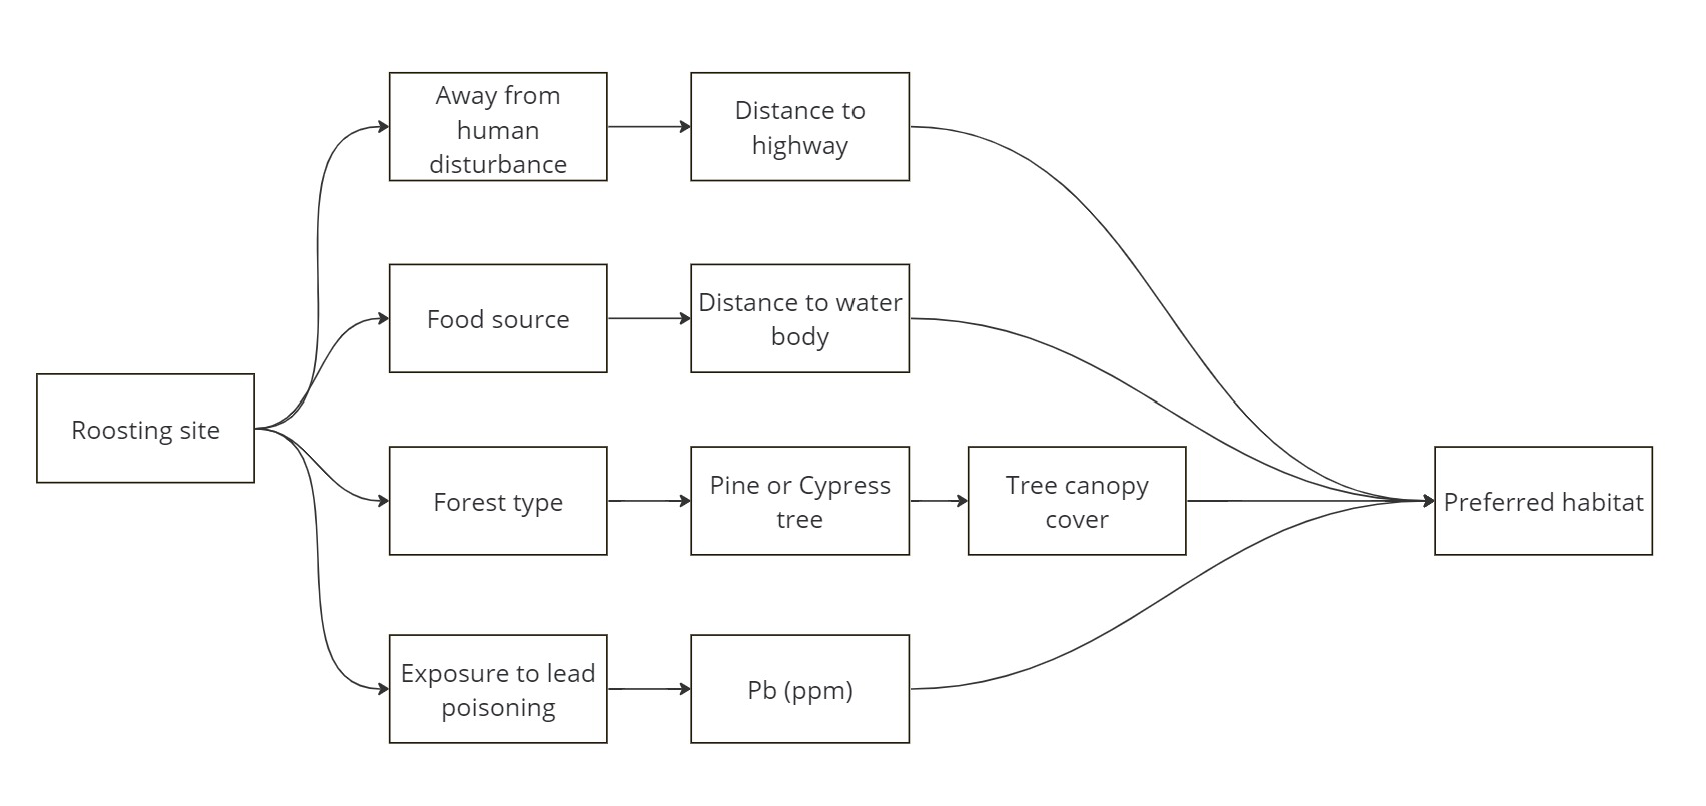 Away from
human
disturbance
Distance to
highway
Food source
Distance to water
body
Roosting site
Forest type
Pine or Cypress
tree
Tree canopy
cover
Preferred habitat
Exposure to lead
poisoning
Pb (ppm)